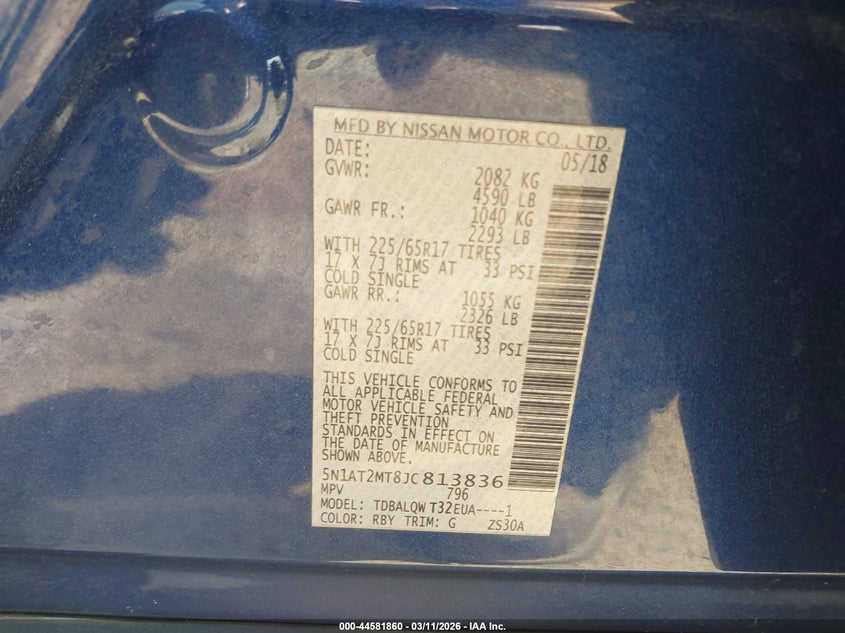 MFD BY NISSAN MOTOR CO., LTD.
DATE: 05/18
GVWR: 2082 KG
4590 LB
GAWR FR.: 1040 KG
2293 LB
WITH 225/65R17 TIRES
17 X 7J RIMS AT 33 PSI
COLD SINGLE
GAWR RR.: 1055 KG
2326 LB
WITH 225/65R17 TIRES
17 X 7J RIMS AT 33 PSI
COLD SINGLE
THIS VEHICLE CONFORMS TO
ALL APPLICABLE FEDERAL
MOTOR VEHICLE SAFETY AND
THEFT PREVENTION
STANDARDS IN EFFECT ON
THE DATE OF MANUFACTURE
SHOWN ABOVE.
5N1AT2MT8JC813836
MPV 796
MODEL: TDBALQW T32EUA----1
COLOR: RBY TRIM: G ZS30A
000-44581860 - 03/11/2026 - IAA Inc.